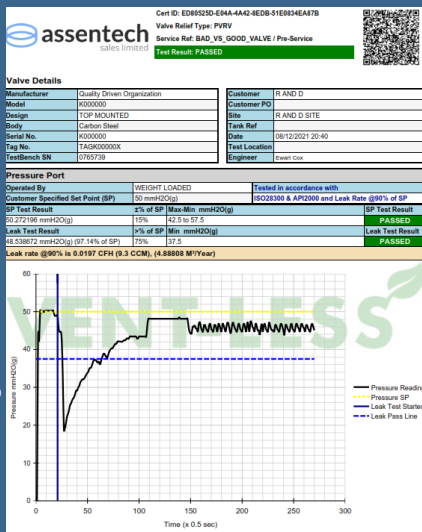 assentech
sales limited
Cert ID: ED80525D-E04A-4A42-8EDB-51E0834EA87B
Valve Relief Type: PVRV
Service Ref: BAD_VS_GOOD_VALVE / Pre-Service
Test Result: PASSED
Valve Details
Manufacturer Quality Driven Organization Customer R AND D
Model K000000 Customer PO
Design TOP MOUNTED Site R AND D SITE
Body Carbon Steel Tank Ref
Serial No. K000000 Date 08/12/2021 20:40
Tag No. TAGK00000X Test Location
TestBench SN 0765739 Engineer Ewart Cox
Pressure Port
Operated By WEIGHT LOADED Tested in accordance with
Customer Specified Set Point (SP) 50 mmH2O(g) ISO28300 & API2000 and Leak Rate @90% of SP
SP Test Result ±% of SP Max-Min mmH2O(g) SP Test Result
50.272196 mmH2O(g) 15% 42.5 to 57.5 PASSED
Leak Test Result >% of SP Min mmH2O(g) Leak Test Result
48.538672 mmH2O(g) (97.14% of SP) 75% 37.5 PASSED
Leak rate @90% is 0.0197 CFH (9.3 CCM), (4.88808 M³/Year)
VENT-LESS
Pressure mmH2O(g)
60
50
40
30
20
10
0
0 50 100 150 200 250 300
Time (x 0.5 sec)
Pressure Reading
Pressure SP
Leak Test Started
Leak Pass Line